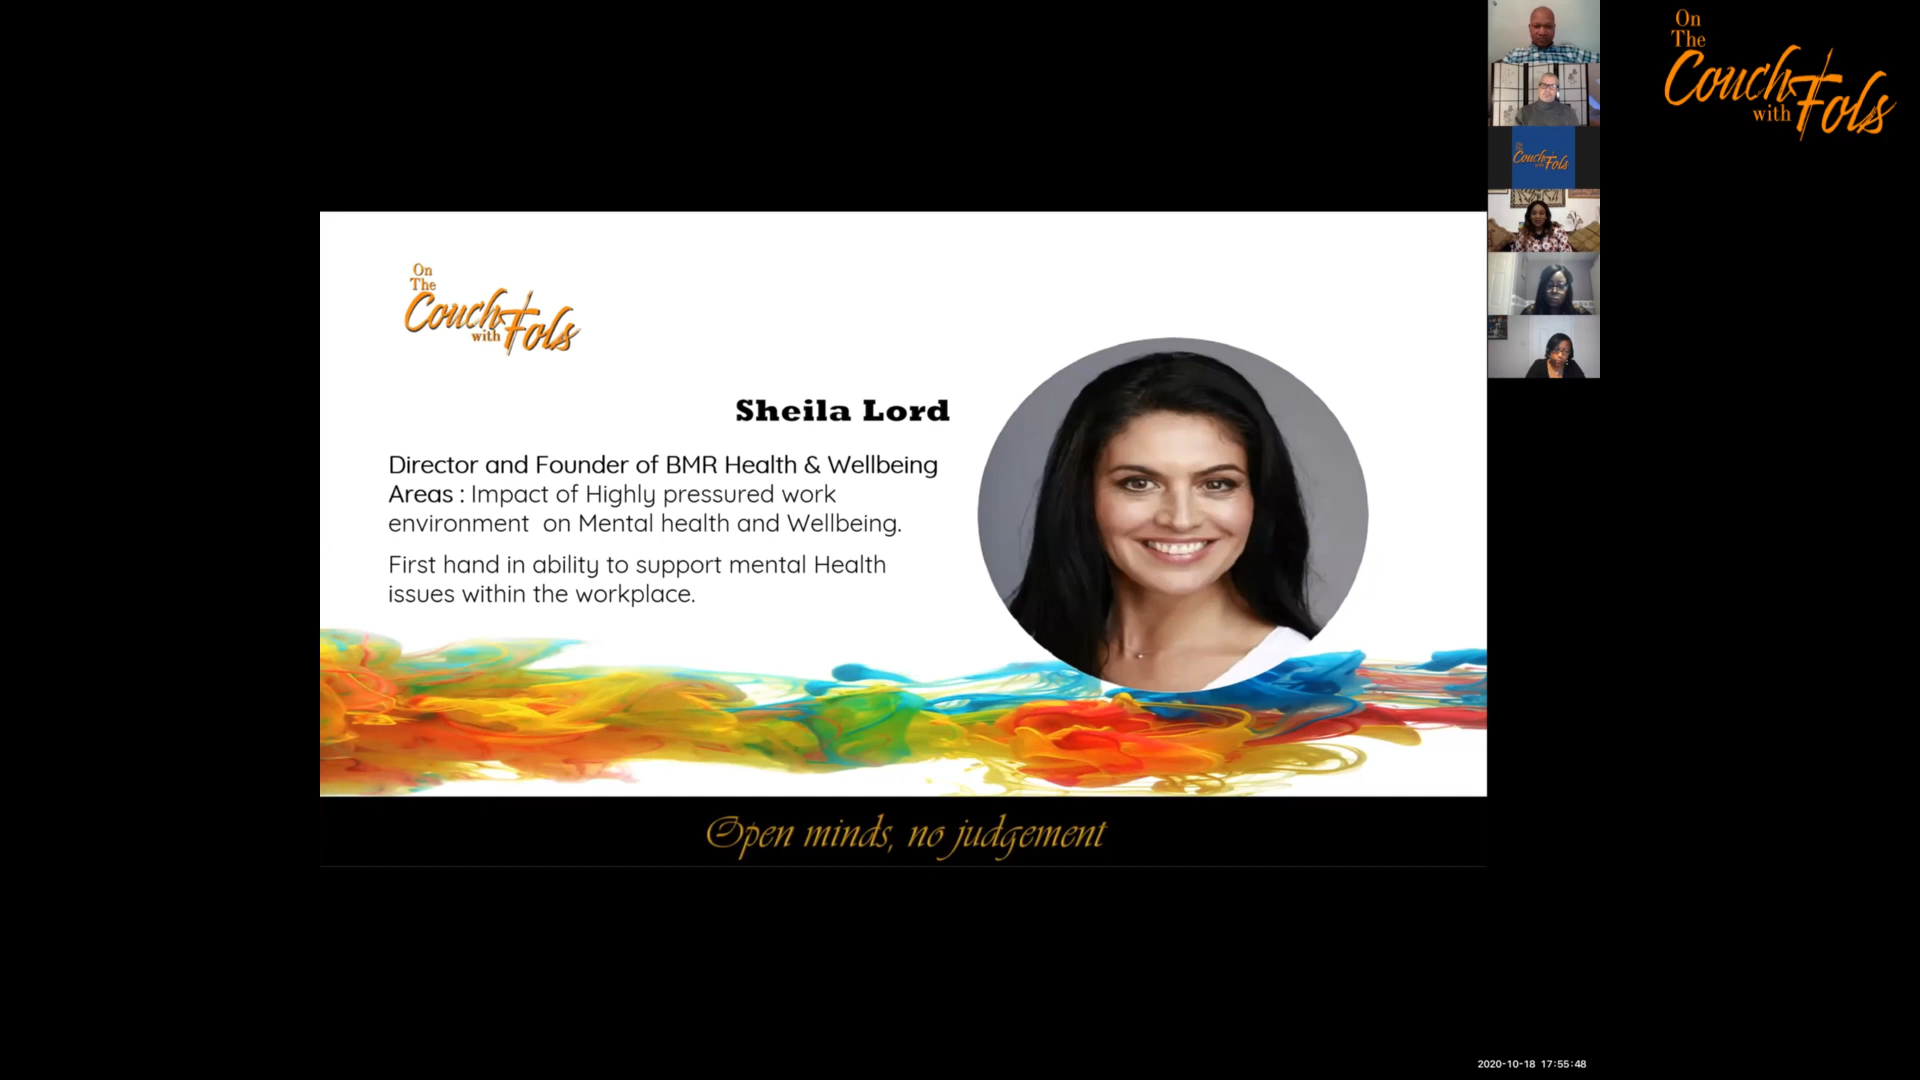 On
The
Couch
with Fols
On
The
Couch
with Fols
Couch Fols
Sheila Lord
Director and Founder of BMR Health & Wellbeing
Areas : Impact of Highly pressured work
environment on Mental health and Wellbeing.
First hand in ability to support mental Health
issues within the workplace.
Open minds, no judgement
2020-10-18 17:55:48